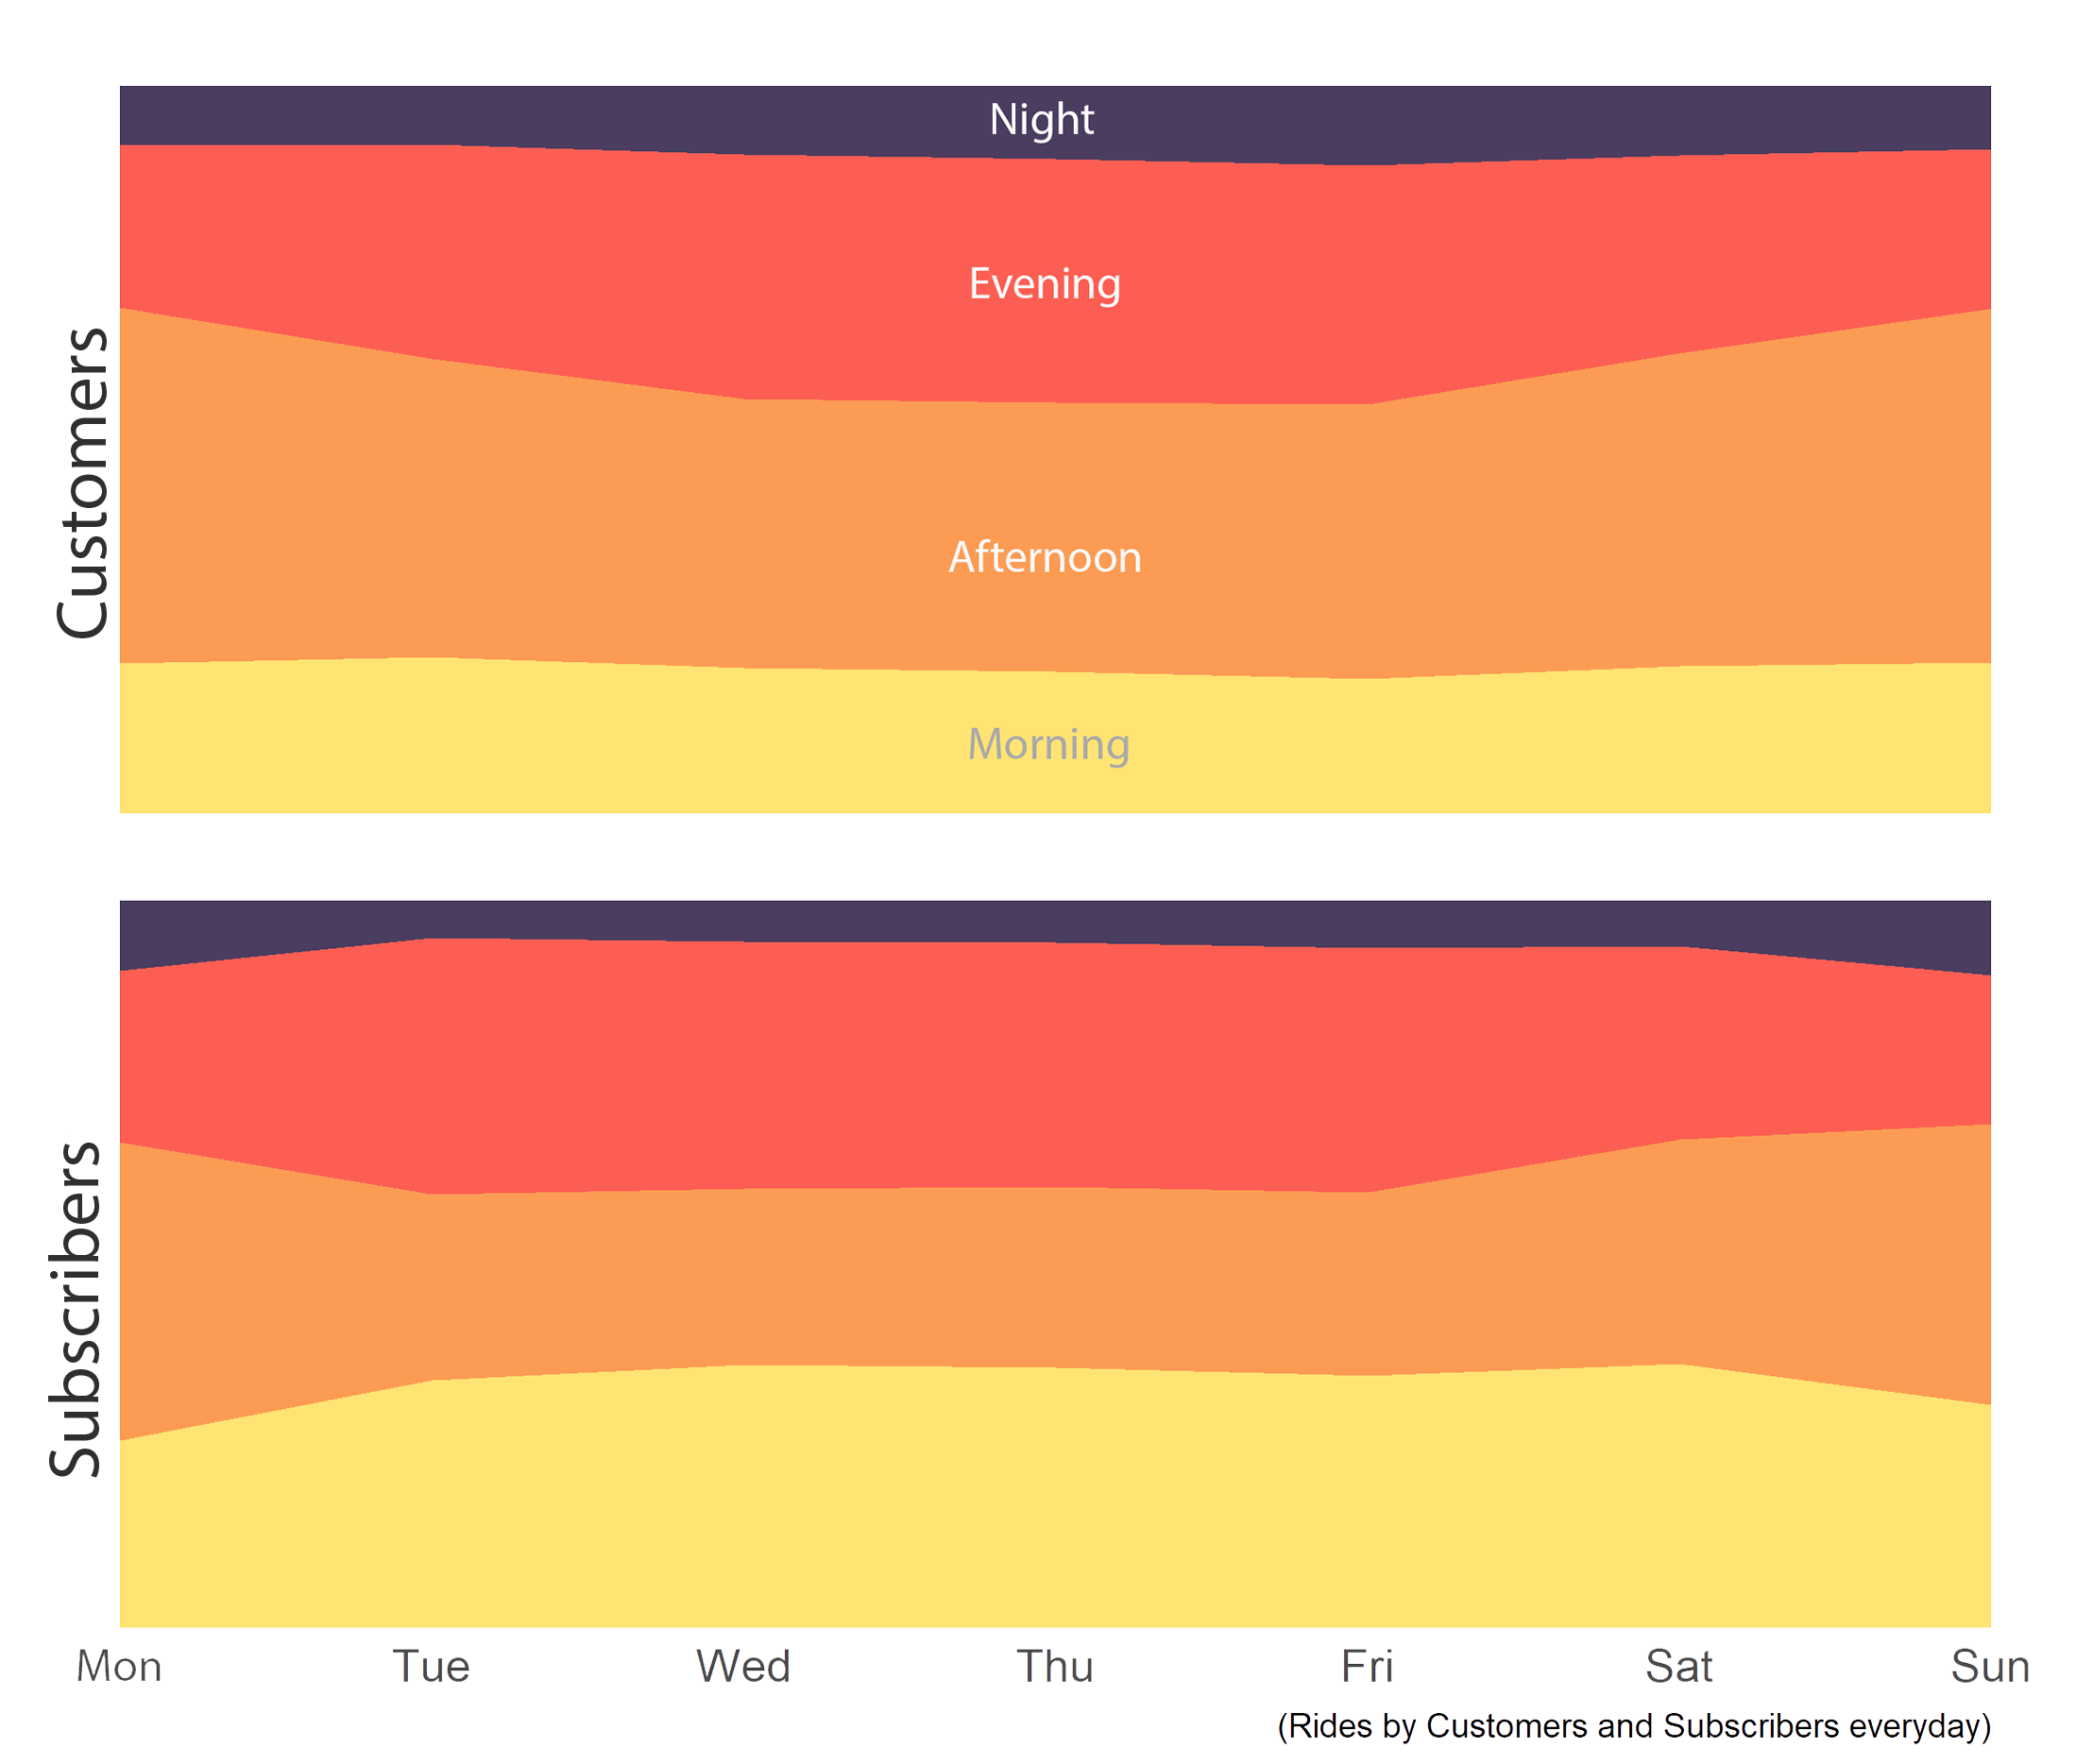 Customers
Night
Evening
Afternoon
Morning
Subscribers
Mon Tue Wed Thu Fri Sat Sun
(Rides by Customers and Subscribers everyday)